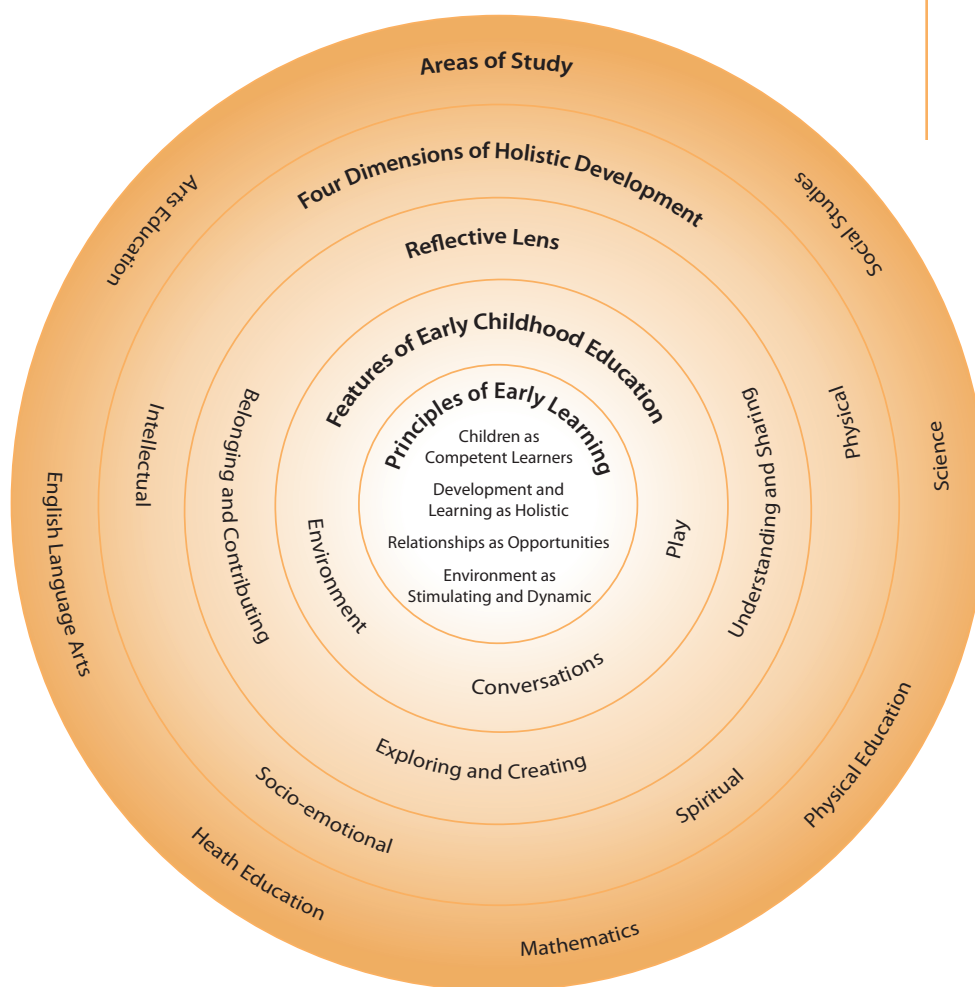 Areas of Study
Arts Education
Social Studies
Science
Physical Education
Mathematics
Heath Education
English Language Arts
Four Dimensions of Holistic Development
Intellectual
Physical
Spiritual
Socio-emotional
Reflective Lens
Belonging and Contributing
Understanding and Sharing
Exploring and Creating
Features of Early Childhood Education
Environment
Play
Conversations
Principles of Early Learning
Children as
Competent Learners
Development and
Learning as Holistic
Relationships as Opportunities
Environment as
Stimulating and Dynamic